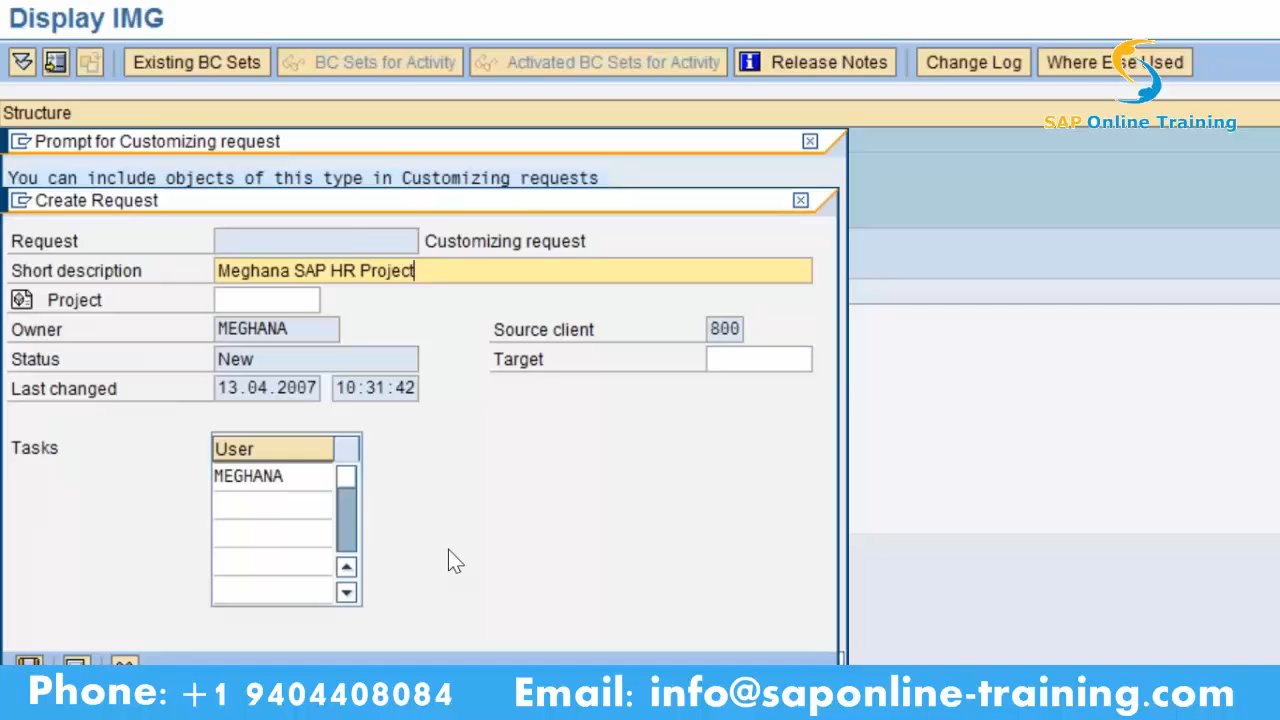 Display IMG
Existing BC Sets BC Sets for Activity Activated BC Sets for Activity Release Notes Change Log Where Else Used
SAP Online Training
Structure
Prompt for Customizing request
You can include objects of this type in Customizing requests
Create Request
Request Customizing request
Short description Meghana SAP HR Project
Project
Owner MEGHANA Source client 800
Status New Target
Last changed 13.04.2007 10:31:42
Tasks User
MEGHANA
Phone: +1 9404408084 Email: info@saponline-training.com